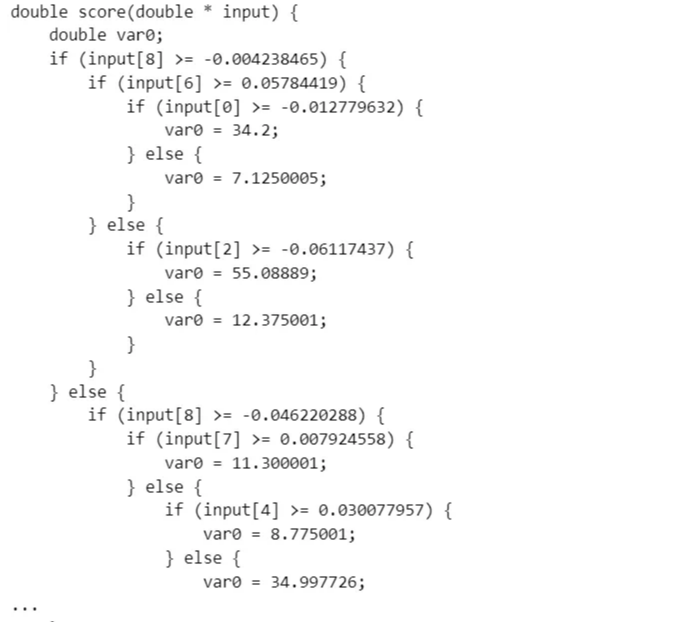 double score(double * input) {
    double var0;
    if (input[8] >= -0.004238465) {
        if (input[6] >= 0.05784419) {
            if (input[0] >= -0.012779632) {
                var0 = 34.2;
            } else {
                var0 = 7.1250005;
            }
        } else {
            if (input[2] >= -0.06117437) {
                var0 = 55.08889;
            } else {
                var0 = 12.375001;
            }
        }
    } else {
        if (input[8] >= -0.046220288) {
            if (input[7] >= 0.007924558) {
                var0 = 11.300001;
            } else {
                if (input[4] >= 0.030077957) {
                    var0 = 8.775001;
                } else {
                    var0 = 34.997726;
...